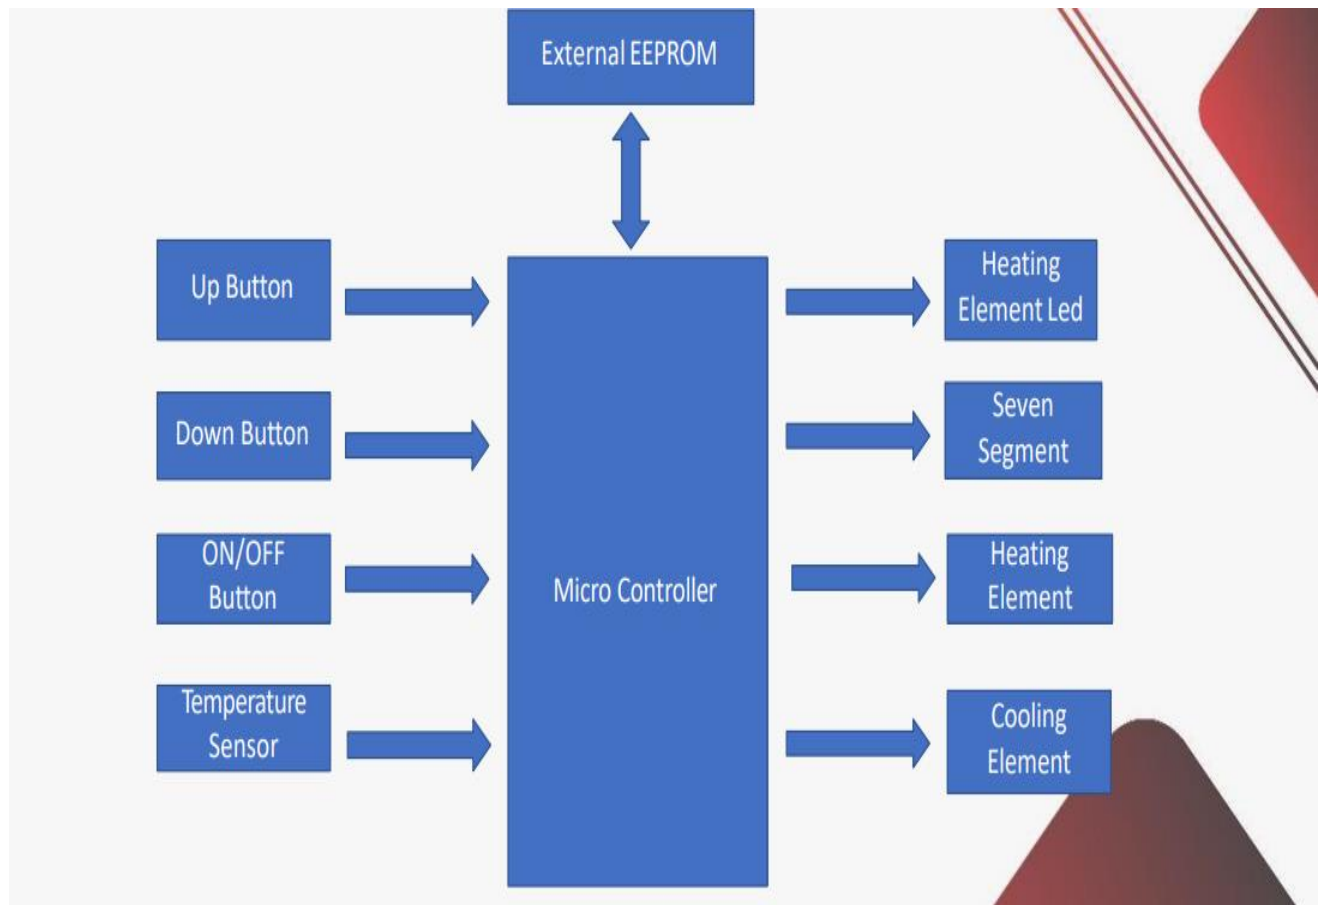 External EEPROM
Up Button
Down Button
ON/OFF
Button
Temperature
Sensor
Micro Controller
Heating
Element Led
Seven
Segment
Heating
Element
Cooling
Element